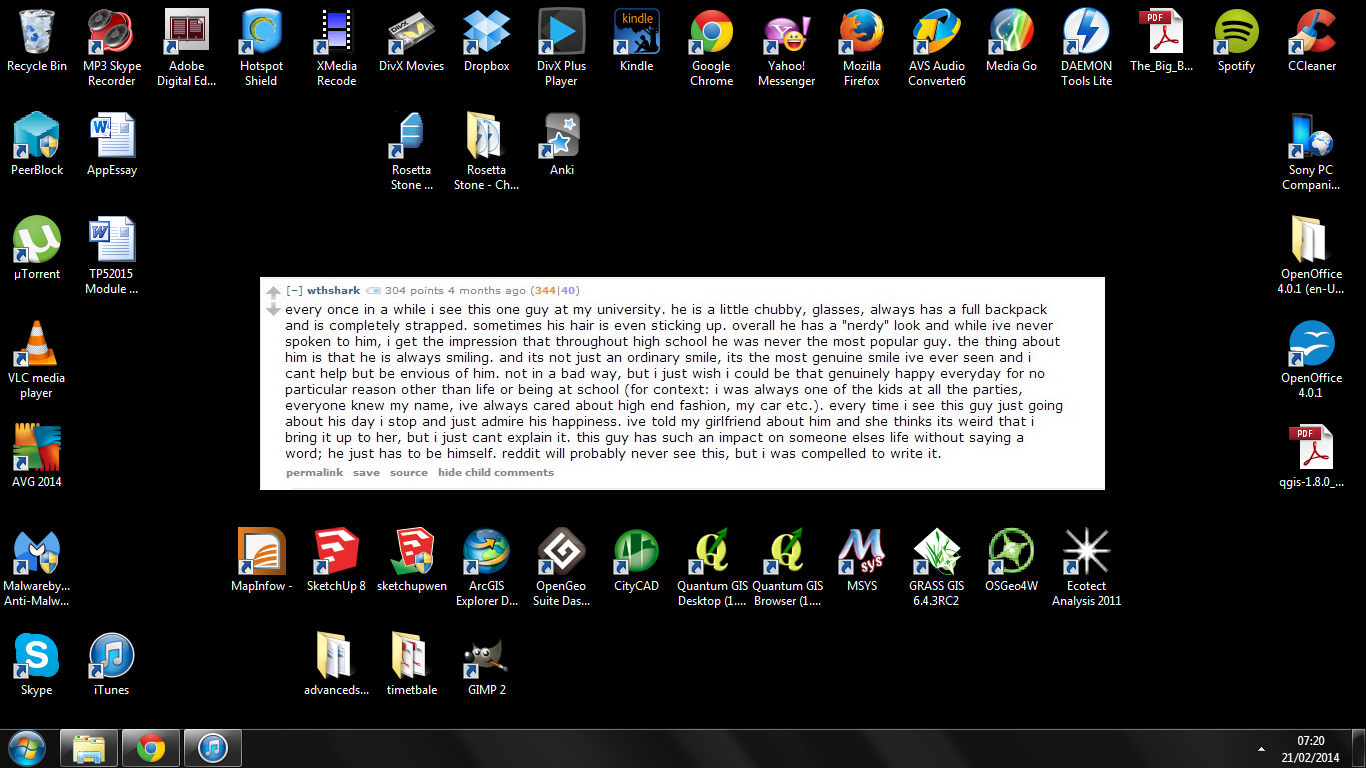 Recycle Bin
MP3 Skype
Recorder
Adobe
Digital Ed...
Hotspot
Shield
XMedia
Recode
DivX
DivX Movies
Dropbox
DivX Plus
Player
kindle
Kindle
Google
Chrome
Yahoo!
Messenger
Mozilla
Firefox
AVS Audio
Converter6
Media Go
DAEMON
Tools Lite
PDF
The_Big_B...
Spotify
CCleaner
PeerBlock
AppEssay
Rosetta
Stone ...
Rosetta
Stone - Ch...
Anki
Sony PC
Compani...
µTorrent
TP52015
Module ...
OpenOffice
4.0.1 (en-U...
[–] wthshark 304 points 4 months ago (344|40)
every once in a while i see this one guy at my university. he is a little chubby, glasses, always has a full backpack
and is completely strapped. sometimes his hair is even sticking up. overall he has a "nerdy" look and while ive never
spoken to him, i get the impression that throughout high school he was never the most popular guy. the thing about
him is that he is always smiling. and its not just an ordinary smile, its the most genuine smile ive ever seen and i
cant help but be envious of him. not in a bad way, but i just wish i could be that genuinely happy everyday for no
particular reason other than life or being at school (for context: i was always one of the kids at all the parties,
everyone knew my name, ive always cared about high end fashion, my car etc.). every time i see this guy just going
about his day i stop and just admire his happiness. ive told my girlfriend about him and she thinks its weird that i
bring it up to her, but i just cant explain it. this guy has such an impact on someone elses life without saying a
word; he just has to be himself. reddit will probably never see this, but i was compelled to write it.
permalink save source hide child comments
VLC media
player
OpenOffice
4.0.1
AVG 2014
PDF
qgis-1.8.0_...
Malwareby...
Anti-Malw...
MapInfow -
SketchUp 8
sketchupwen
ArcGIS
Explorer D...
OpenGeo
Suite Das...
CityCAD
Quantum GIS
Desktop (1....
Quantum GIS
Browser (1....
M sys
MSYS
GRASS GIS
6.4.3RC2
OSGeo4W
Ecotect
Analysis 2011
Skype
iTunes
advanceds...
timetbale
GIMP 2
07:20
21/02/2014